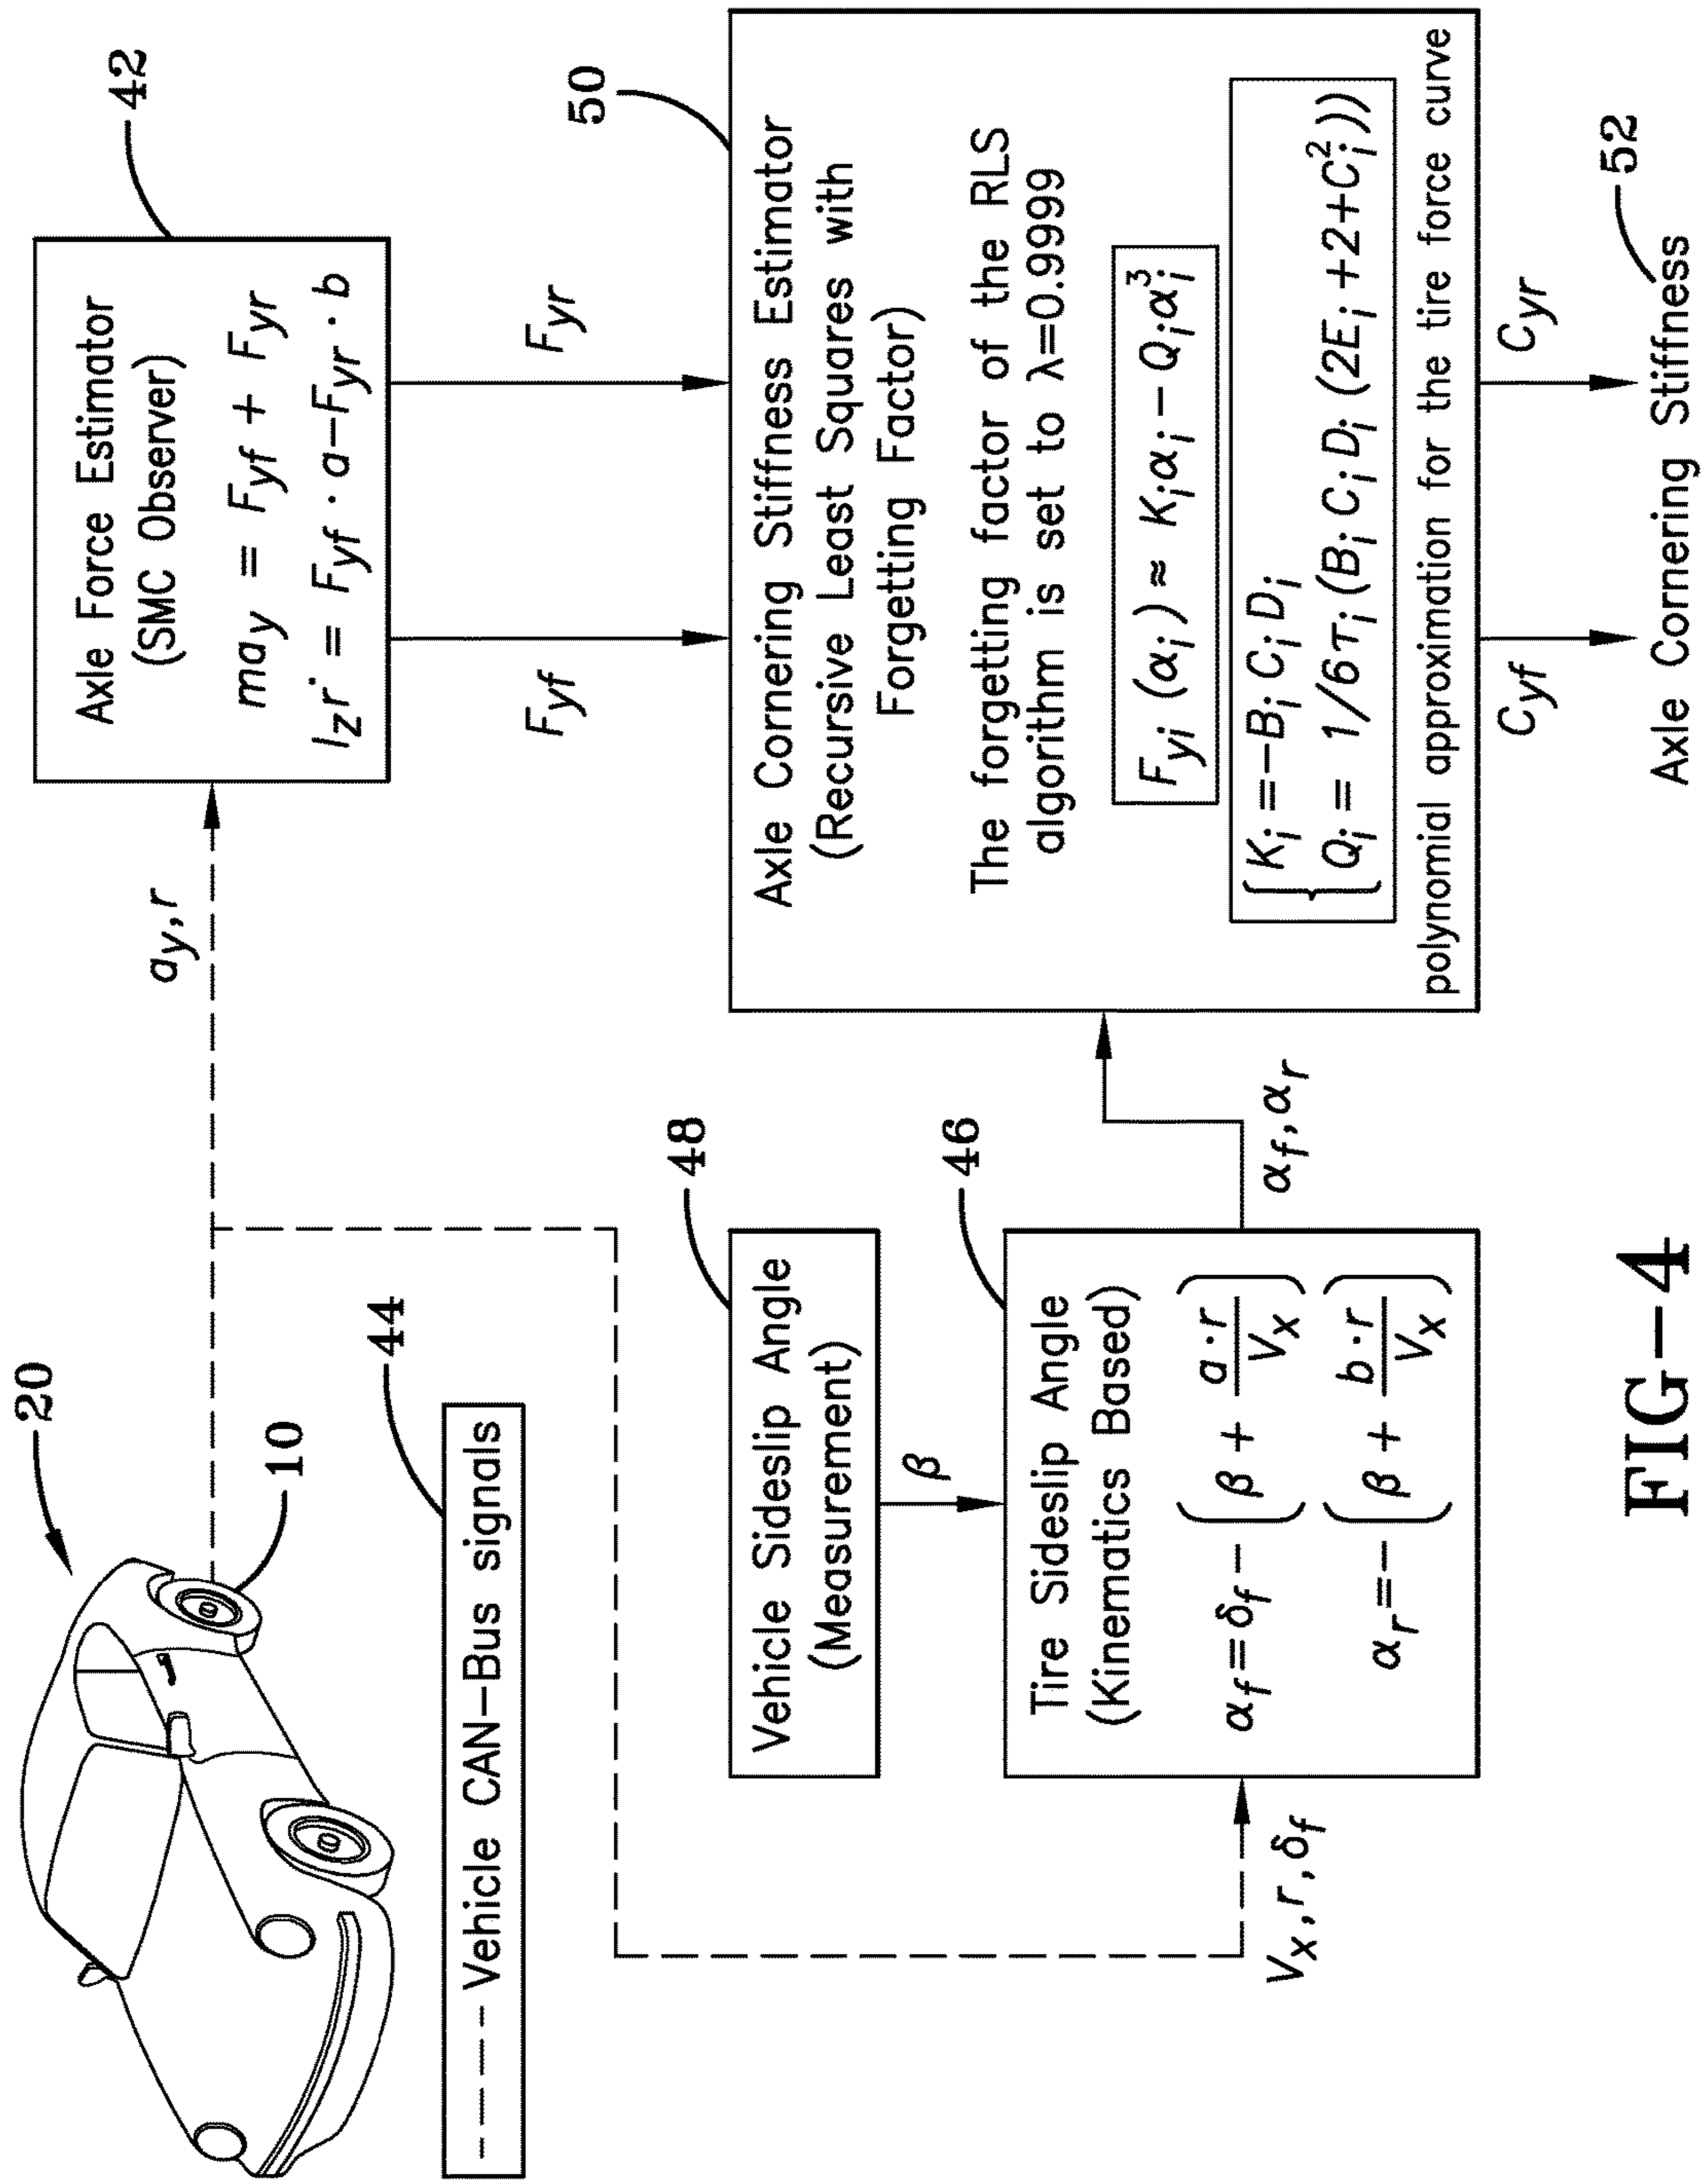 20
10
44
--- Vehicle CAN-Bus signals
a_y, r
42
Axle Force Estimator
(SMC Observer)
ma_y = F_yf + F_yr
I_z ṙ = F_yf · a-F_yr · b
F_yf
F_yr
50
Axle Cornering Stiffness Estimator
(Recursive Least Squares with
Forgetting Factor)
The forgetting factor of the RLS
algorithm is set to λ=0.9999
F_yi (α_i) ≈ K_i α_i - Q_i α_i^3
K_i =-B_i C_i D_i
Q_i = 1/6τ_i (B_i C_i D_i (2E_i +2+C_i^2))
polynomial approximation for the tire force curve
48
Vehicle Sideslip Angle
(Measurement)
β
46
Tire Sideslip Angle
(Kinematics Based)
α_f=δ_f - (β + a·r/V_x)
α_r=- (β + b·r/V_x)
V_x, r, δ_f
α_f, α_r
C_yf
C_yr
52
Axle Cornering Stiffness
FIG-4